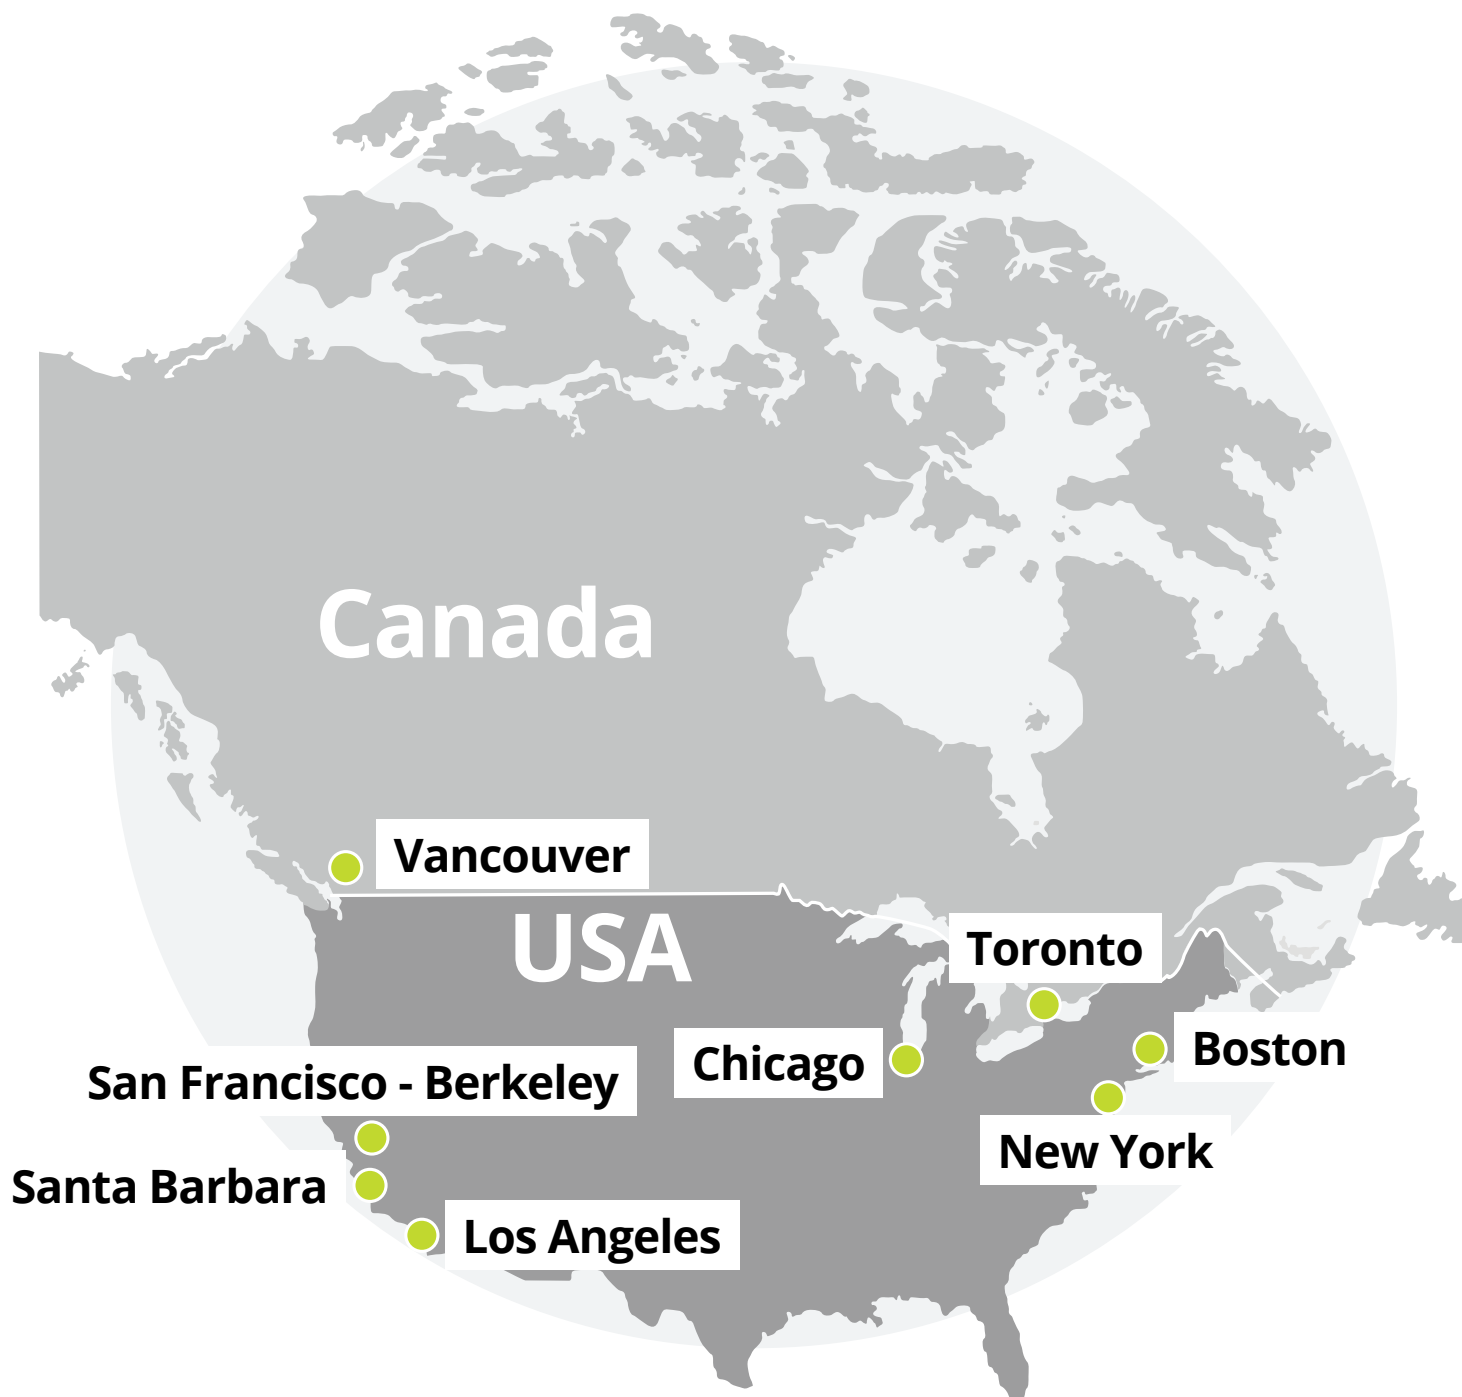 Canada
Vancouver
USA
Toronto
Chicago
Boston
San Francisco - Berkeley
New York
Santa Barbara
Los Angeles